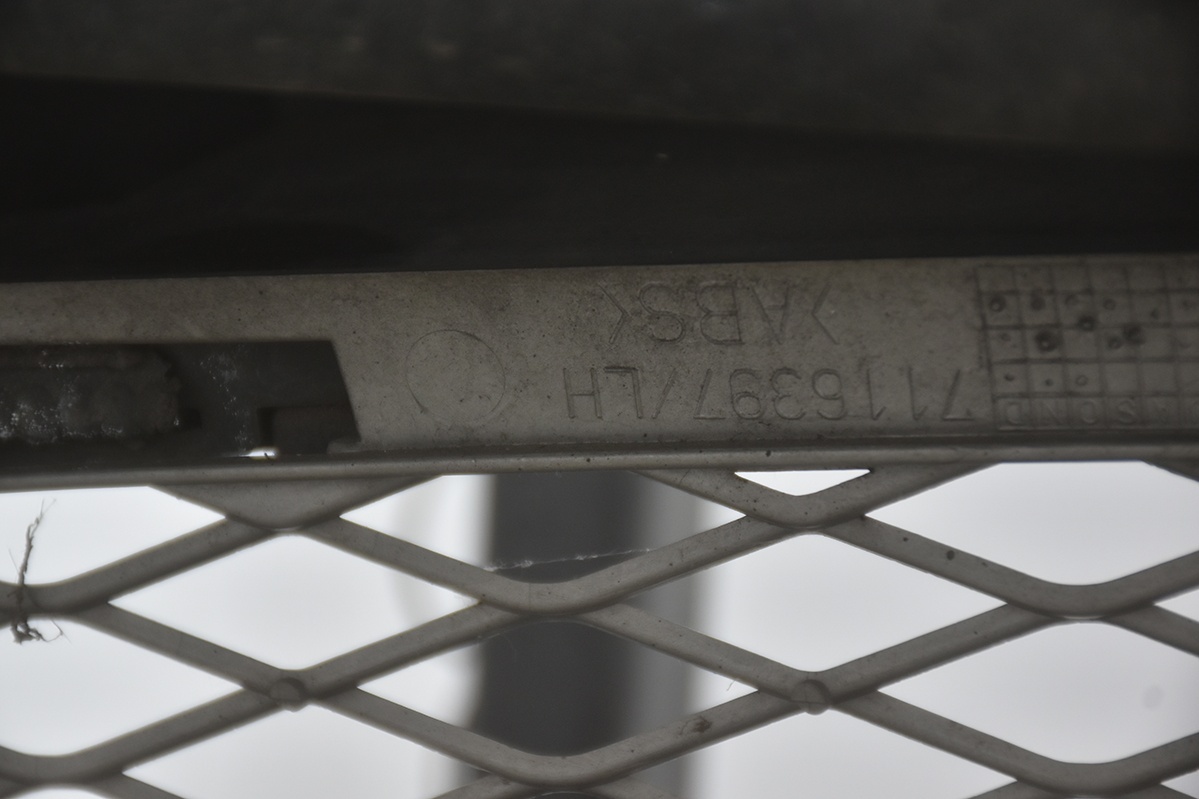 S O N D
7116397/LH
>ABS<